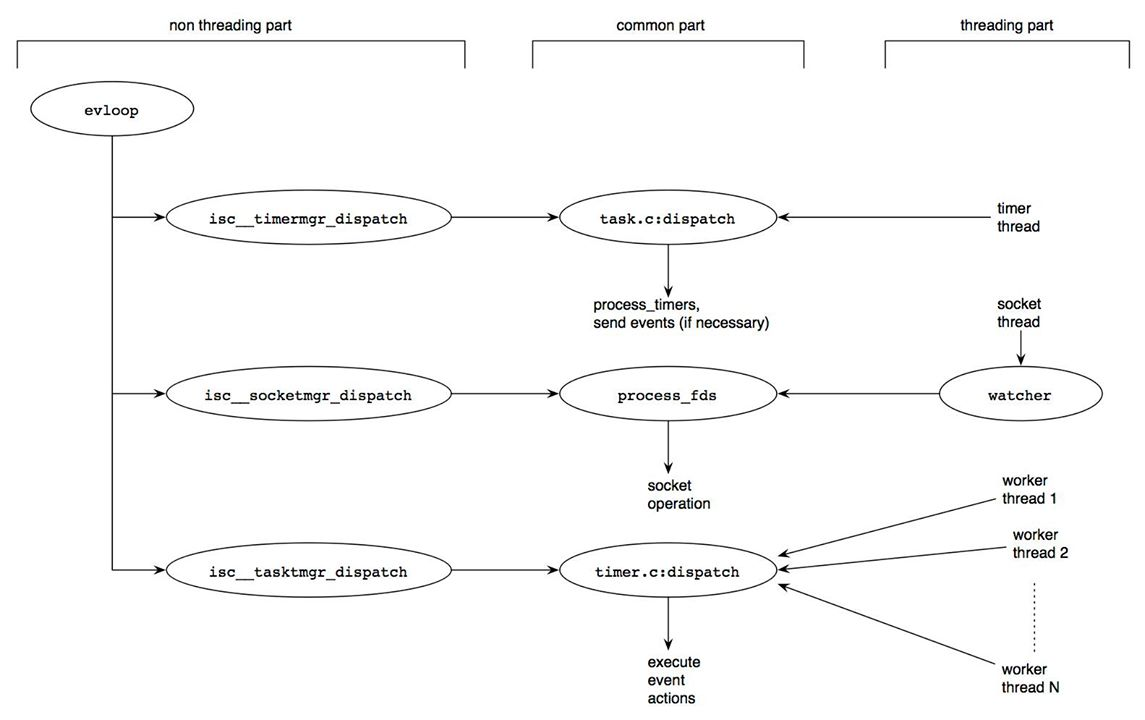 non threading part
common part
threading part
evloop
isc__timermgr_dispatch
task.c:dispatch
timer
thread
process_timers,
send events (if necessary)
socket
thread
isc__socketmgr_dispatch
process_fds
watcher
socket
operation
worker
thread 1
worker
thread 2
isc__tasktmgr_dispatch
timer.c:dispatch
execute
event
actions
worker
thread N